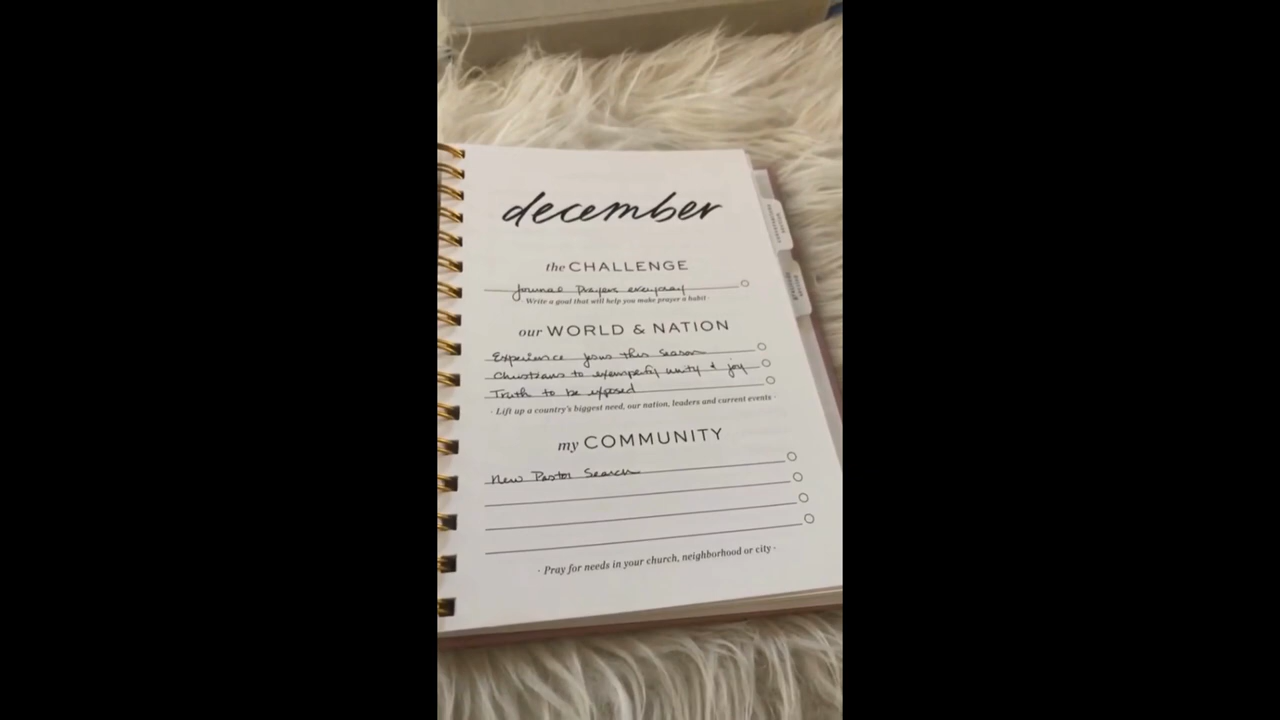 december
the CHALLENGE
Journal Prayers everyday
Write a goal that will help you make prayer a habit
our WORLD & NATION
Experience Jesus this Season
Christians to exemplify unity & joy
Truth to be exposed
· Lift up a country's biggest need, our nation, leaders and current events ·
my COMMUNITY
New Pastor Search
· Pray for needs in your church, neighborhood or city ·